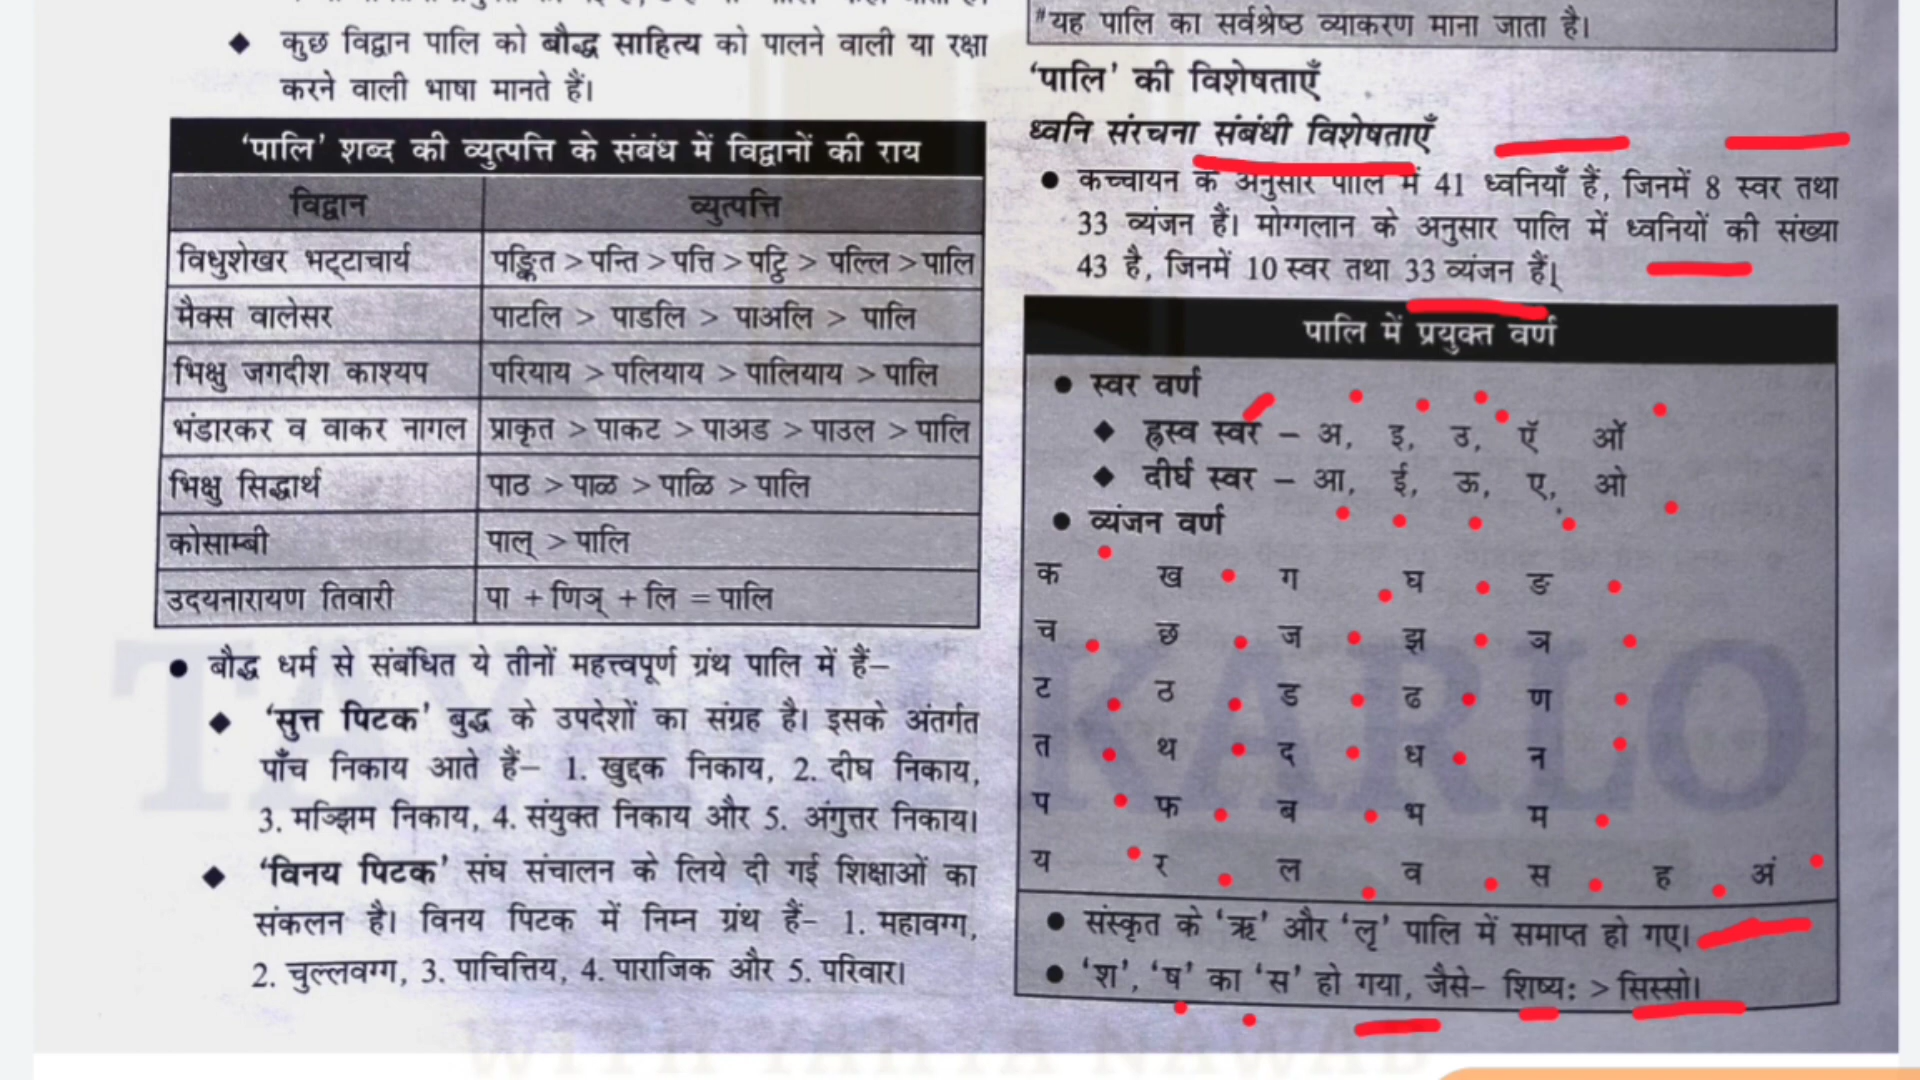 कुछ विद्वान पालि को बौद्ध साहित्य को पालने वाली या रक्षा
करने वाली भाषा मानते हैं।
'पालि' शब्द की व्युत्पत्ति के संबंध में विद्वानों की राय
विद्वान व्युत्पत्ति
विधुशेखर भट्टाचार्य पङ्क्ति > पन्ति > पत्ति > पट्ठि > पल्लि > पालि
मैक्स वालेसर पाटलि > पाडलि > पाअलि > पालि
भिक्षु जगदीश काश्यप परियाय > पलियाय > पालियाय > पालि
भंडारकर व वाकर नागल प्राकृत > पाकट > पाअड > पाउल > पालि
भिक्षु सिद्धार्थ पाठ > पाळ > पाळि > पालि
कोसाम्बी पाल् > पालि
उदयनारायण तिवारी पा + णिञ् + लि = पालि
बौद्ध धर्म से संबंधित ये तीनों महत्त्वपूर्ण ग्रंथ पालि में हैं–
'सुत्त पिटक' बुद्ध के उपदेशों का संग्रह है। इसके अंतर्गत
पाँच निकाय आते हैं– 1. खुद्दक निकाय, 2. दीघ निकाय,
3. मज्झिम निकाय, 4. संयुक्त निकाय और 5. अंगुत्तर निकाय।
'विनय पिटक' संघ संचालन के लिये दी गई शिक्षाओं का
संकलन है। विनय पिटक में निम्न ग्रंथ हैं– 1. महावग्ग,
2. चुल्लवग्ग, 3. पाचित्तिय, 4. पाराजिक और 5. परिवार।
#यह पालि का सर्वश्रेष्ठ व्याकरण माना जाता है।
'पालि' की विशेषताएँ
ध्वनि संरचना संबंधी विशेषताएँ
कच्चायन के अनुसार पालि में 41 ध्वनियाँ हैं, जिनमें 8 स्वर तथा
33 व्यंजन हैं। मोग्गलान के अनुसार पालि में ध्वनियों की संख्या
43 है, जिनमें 10 स्वर तथा 33 व्यंजन हैं।
पालि में प्रयुक्त वर्ण
स्वर वर्ण
ह्रस्व स्वर – अ, इ, उ, ऍ ऑ
दीर्घ स्वर – आ, ई, ऊ, ए, ओ
व्यंजन वर्ण
क ख ग घ ङ
च छ ज झ ञ
ट ठ ड ढ ण
त थ द ध न
प फ ब भ म
य र ल व स ह अं
संस्कृत के 'ऋ' और 'लृ' पालि में समाप्त हो गए।
'श', 'ष' का 'स' हो गया, जैसे– शिष्य: > सिस्सो।
KARLO
WITH YAHYA NAWAB